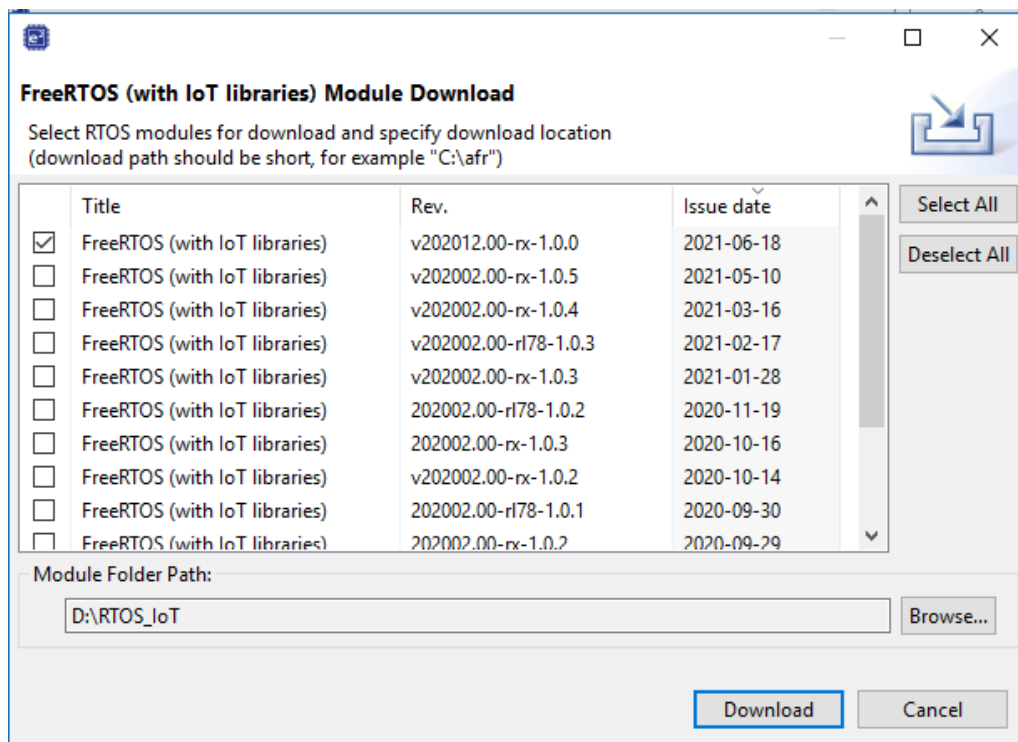 e²
FreeRTOS (with IoT libraries) Module Download
Select RTOS modules for download and specify download location
(download path should be short, for example "C:\afr")
Title Rev. Issue date
Select All
FreeRTOS (with IoT libraries) v202012.00-rx-1.0.0 2021-06-18
Deselect All
FreeRTOS (with IoT libraries) v202002.00-rx-1.0.5 2021-05-10
FreeRTOS (with IoT libraries) v202002.00-rx-1.0.4 2021-03-16
FreeRTOS (with IoT libraries) v202002.00-rl78-1.0.3 2021-02-17
FreeRTOS (with IoT libraries) v202002.00-rx-1.0.3 2021-01-28
FreeRTOS (with IoT libraries) 202002.00-rl78-1.0.2 2020-11-19
FreeRTOS (with IoT libraries) 202002.00-rx-1.0.3 2020-10-16
FreeRTOS (with IoT libraries) v202002.00-rx-1.0.2 2020-10-14
FreeRTOS (with IoT libraries) 202002.00-rl78-1.0.1 2020-09-30
FreeRTOS (with IoT libraries) 202002.00-rx-1.0.2 2020-09-29
Module Folder Path:
D:\RTOS_IoT
Browse...
Download Cancel